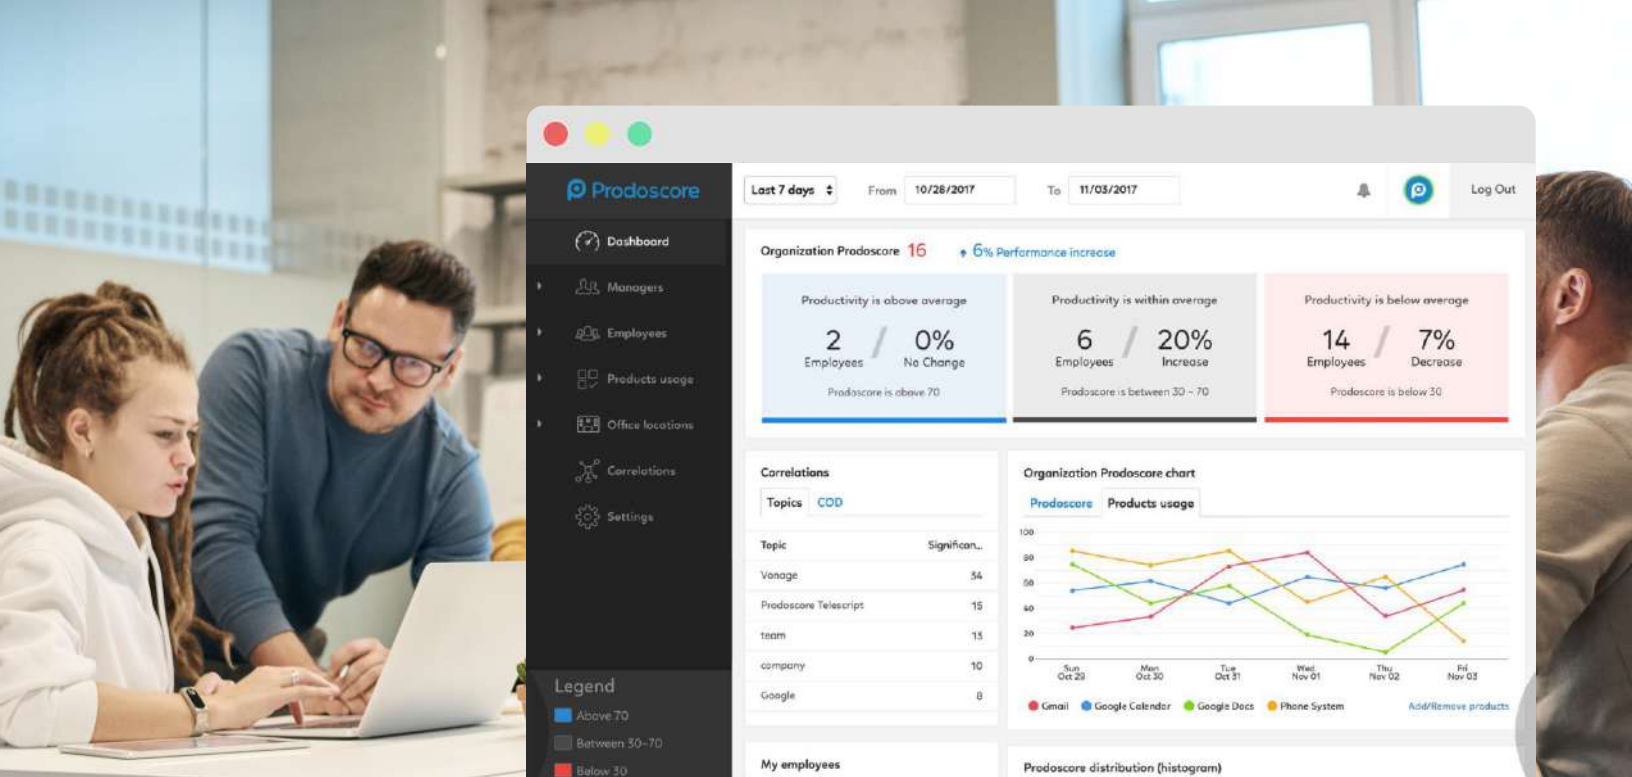 Prodoscore
Last 7 days
From 10/28/2017 To 11/03/2017
Log Out
Dashboard
Managers
Employees
Products usage
Office locations
Correlations
Settings
Legend
Above 70
Between 30-70
Below 30
Organization Prodoscore 16 6% Performance increase
Productivity is above average
2 / 0%
Employees No Change
Prodoscore is above 70
Productivity is within average
6 / 20%
Employees Increase
Prodoscore is between 30 - 70
Productivity is below average
14 / 7%
Employees Decrease
Prodoscore is below 30
Correlations
Topics COD
Topic Significan...
Vonage 34
Prodoscore Telescript 15
team 13
company 10
Google 8
My employees
Organization Prodoscore chart
Prodoscore Products usage
100
80
60
40
20
0
Sun Mon Tue Wed Thu Fri
Oct 29 Oct 30 Oct 31 Nov 01 Nov 02 Nov 03
Gmail Google Calendar Google Docs Phone System Add/Remove products
Prodoscore distribution (histogram)